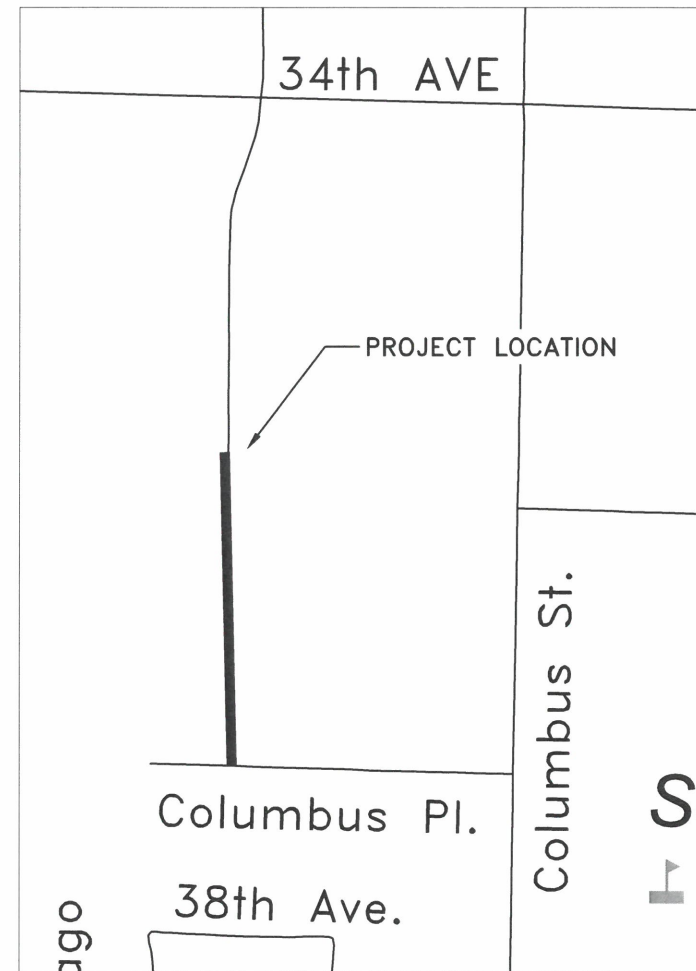 34th AVE
PROJECT LOCATION
Columbus St.
Columbus Pl.
38th Ave.